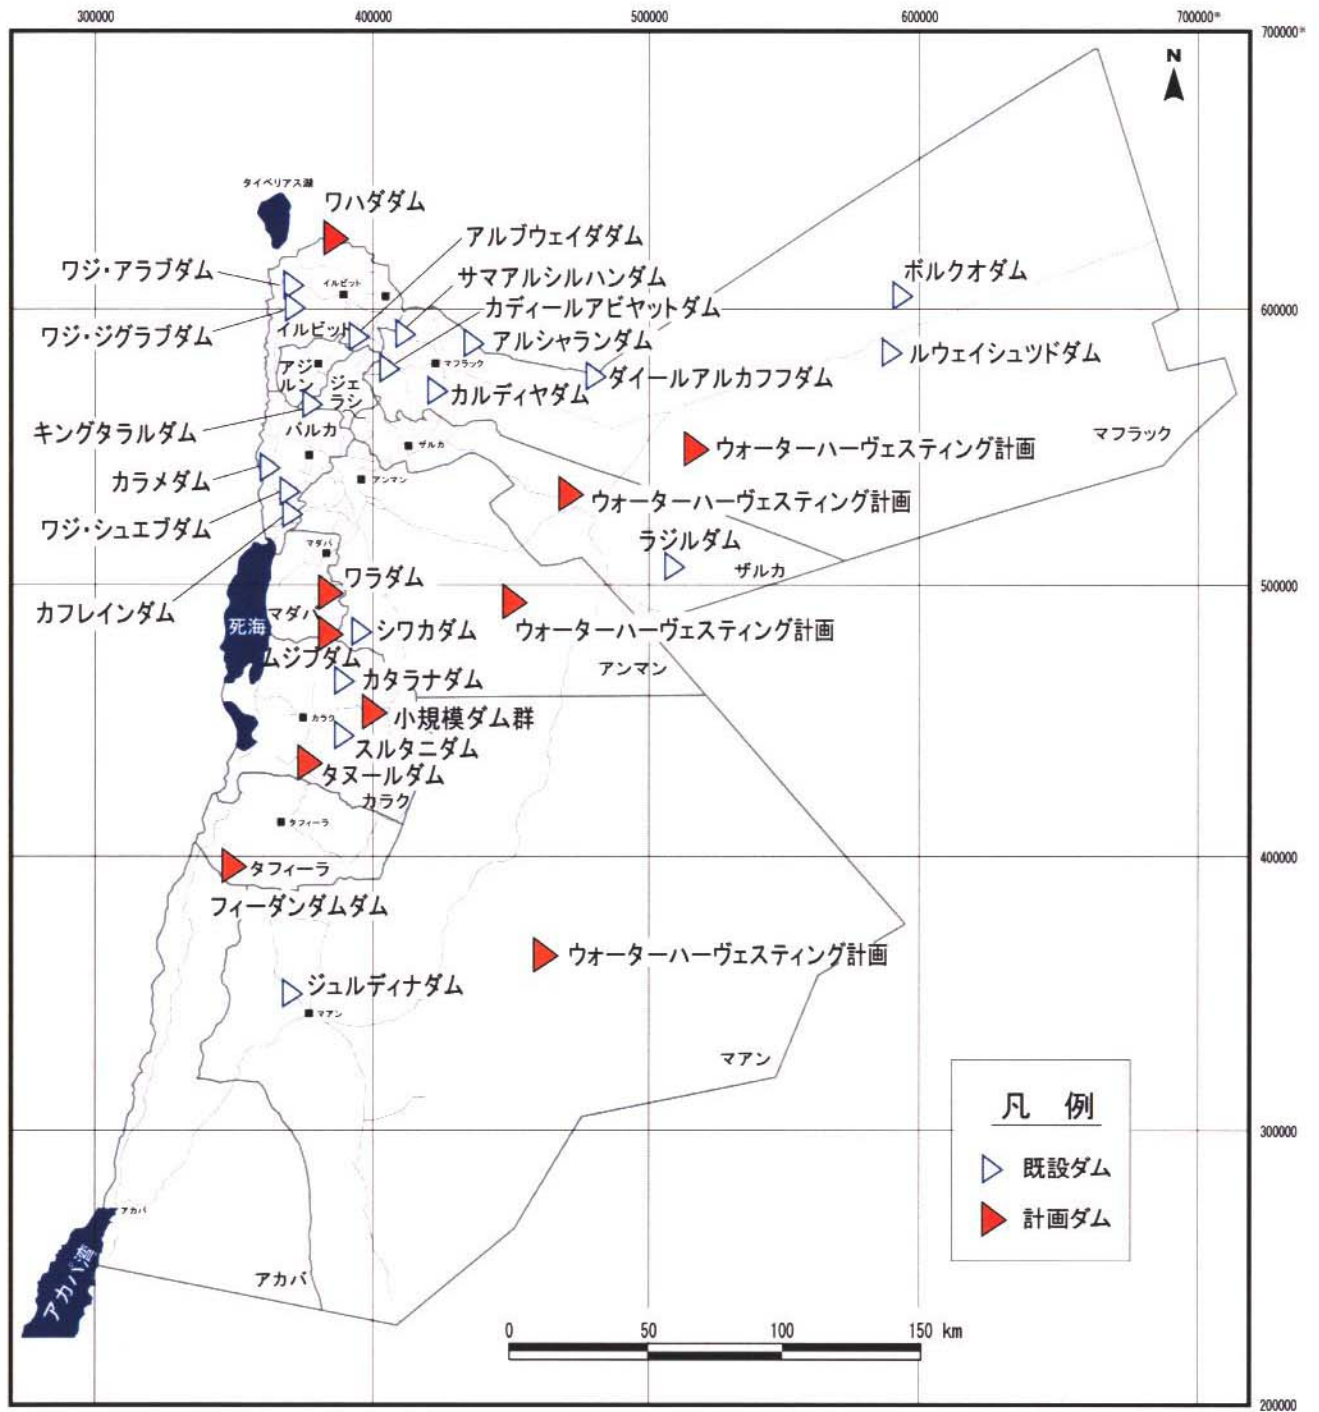 300000
400000
500000
600000
700000m
700000m
N
タイベリアス湖
ワハダダム
アルブウェイダダム
ワジ・アラブダム
サマアルシルハンダム
ボルクオダム
イルビット
カディールアビヤットダム
600000
ワジ・ジグラブダム
イルビット
アルシャランダム
ルウェイシュツドダム
アジ
ルン
マフラック
ダイールアルカフフダム
ジェ
ラシ
カルディヤダム
キングタラルダム
バルカ
ザルカ
マフラック
ウォーターハーヴェスティング計画
カラメダム
アンマン
ウォーターハーヴェスティング計画
ワジ・シュエブダム
マダバ
ラジルダム
ザルカ
ワラダム
500000
カフレインダム
マダバ
死海
シワカダム
ウォーターハーヴェスティング計画
ムジブダム
アンマン
カタラナダム
カラク
小規模ダム群
スルタニダム
タヌールダム
カラク
タフィーラ
400000
タフィーラ
フィーダンダムダム
ウォーターハーヴェスティング計画
ジュルディナダム
マアン
マアン
凡 例
300000
既設ダム
計画ダム
アカバ
アカバ湾
アカバ
0 50 100 150 km
200000